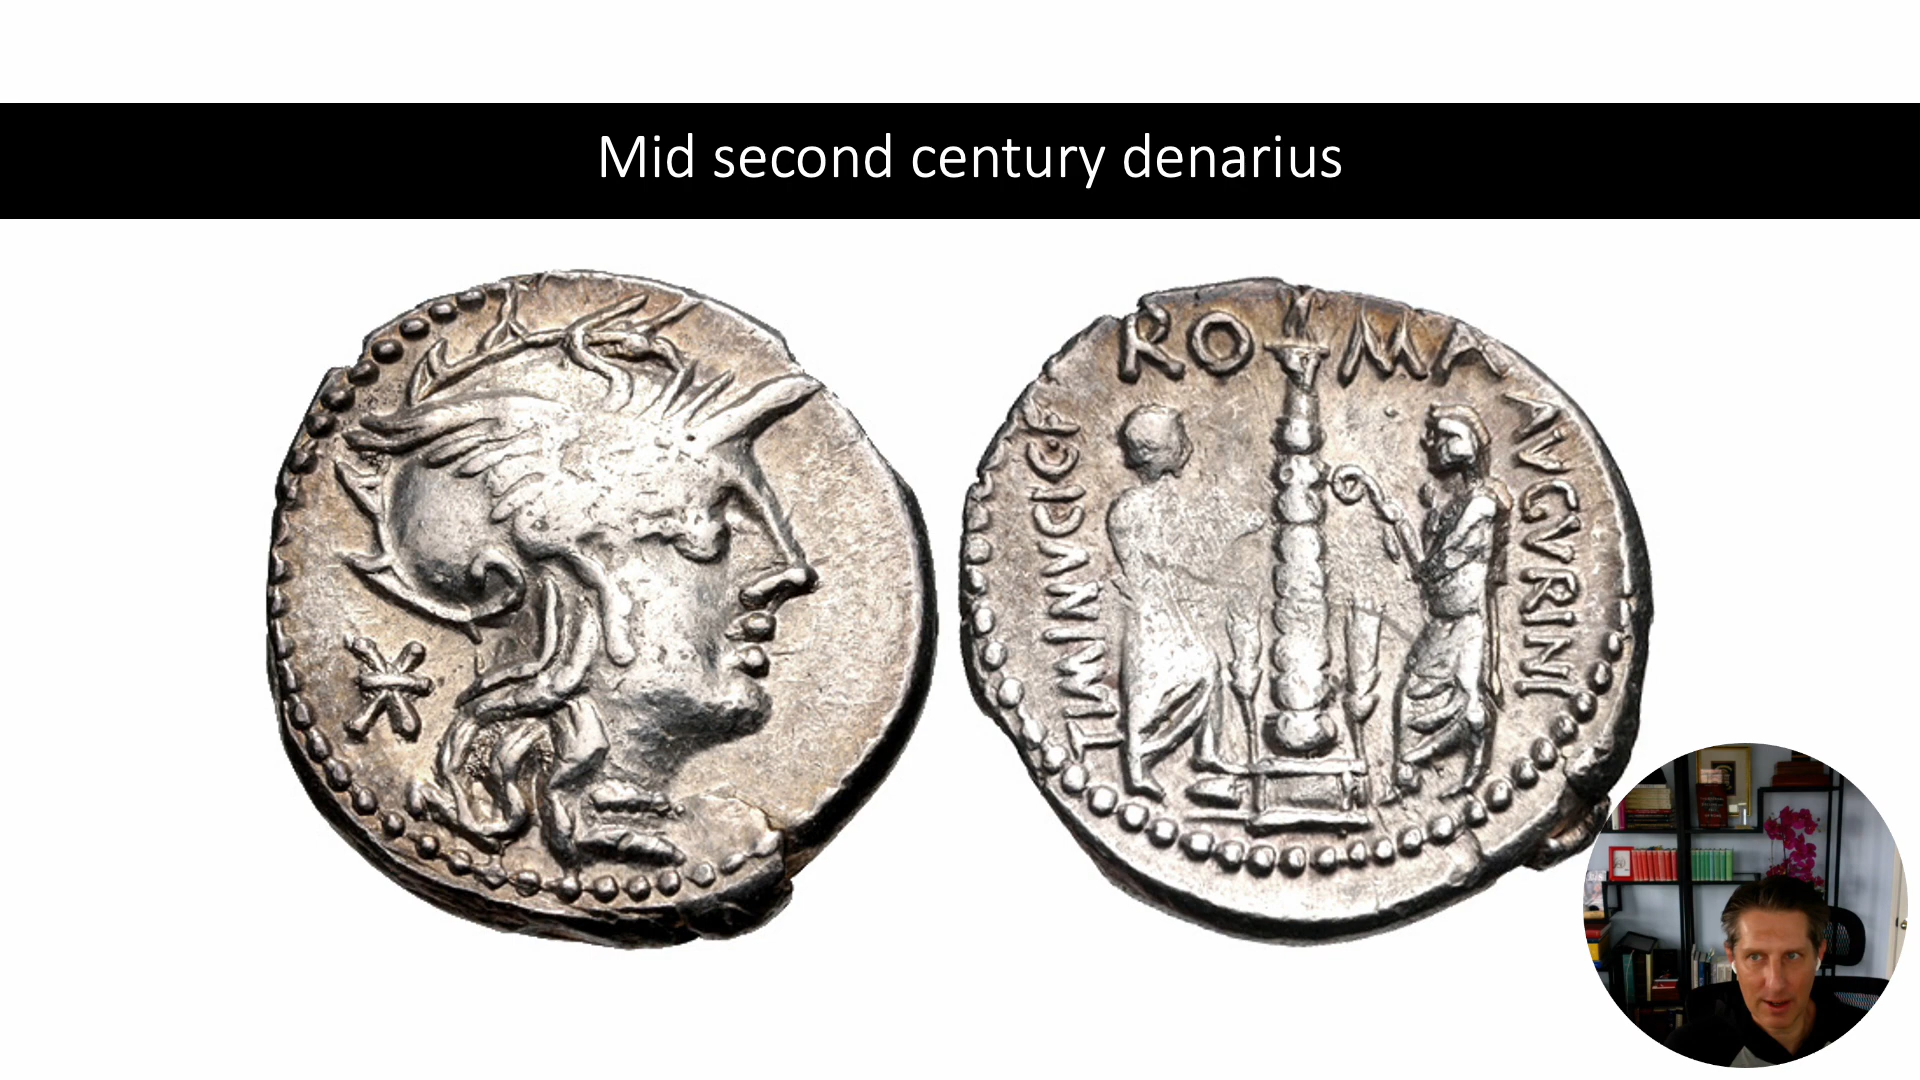 Mid second century denarius
ROMA
TI·MINVCI·C·F
AVGVRINI